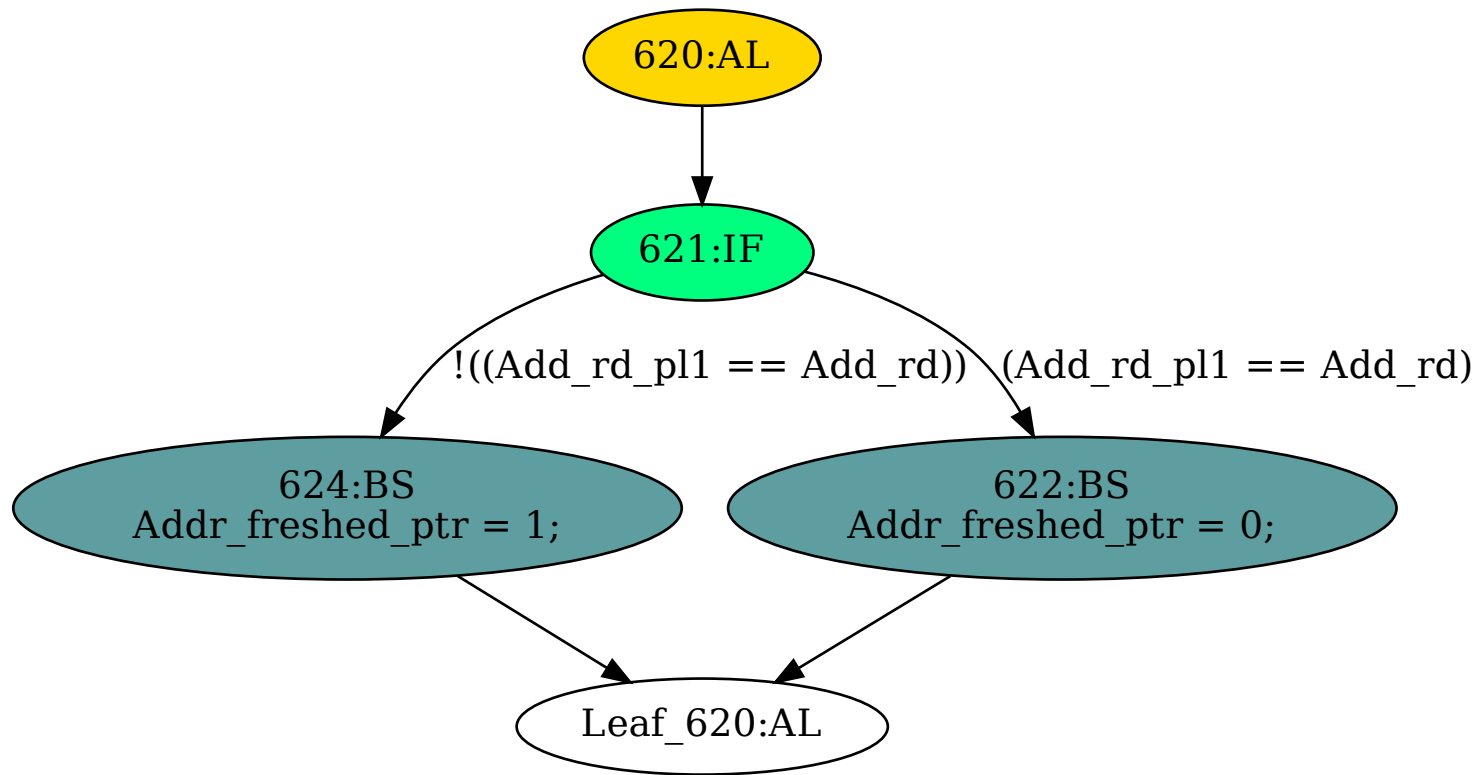 620:AL
621:IF
!((Add_rd_pl1 == Add_rd))
(Add_rd_pl1 == Add_rd)
624:BS
Addr_freshed_ptr = 1;
622:BS
Addr_freshed_ptr = 0;
Leaf_620:AL